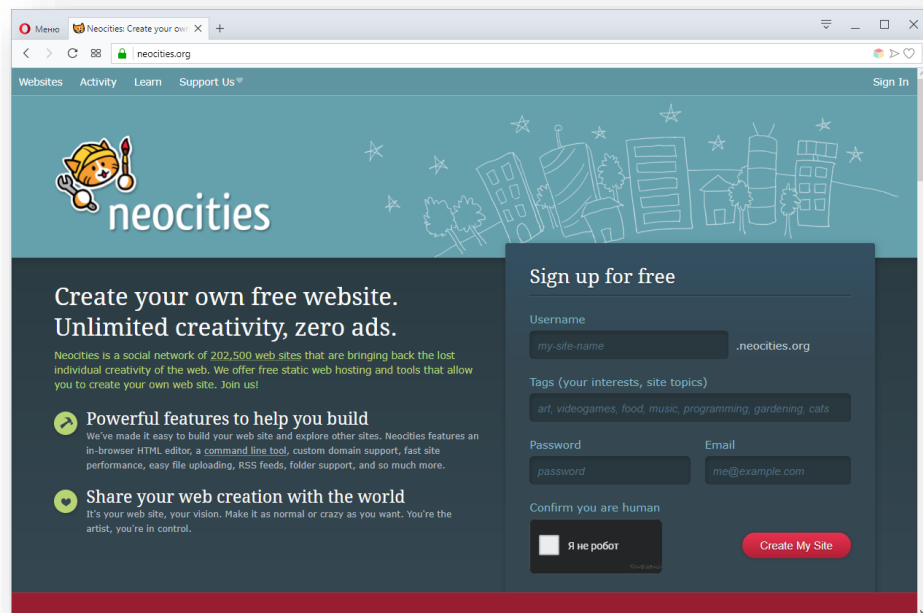 Меню
Neocities: Create your own
neocities.org
Websites Activity Learn Support Us Sign In
neocities
Create your own free website.
Unlimited creativity, zero ads.
Neocities is a social network of 202,500 web sites that are bringing back the lost
individual creativity of the web. We offer free static web hosting and tools that allow
you to create your own web site. Join us!
Powerful features to help you build
We've made it easy to build your web site and explore other sites. Neocities features an
in-browser HTML editor, a command line tool, custom domain support, fast site
performance, easy file uploading, RSS feeds, folder support, and so much more.
Share your web creation with the world
It's your web site, your vision. Make it as normal or crazy as you want. You're the
artist, you're in control.
Sign up for free
Username
my-site-name .neocities.org
Tags (your interests, site topics)
art, videogames, food, music, programming, gardening, cats
Password Email
password me@example.com
Confirm you are human
Я не робот
Create My Site